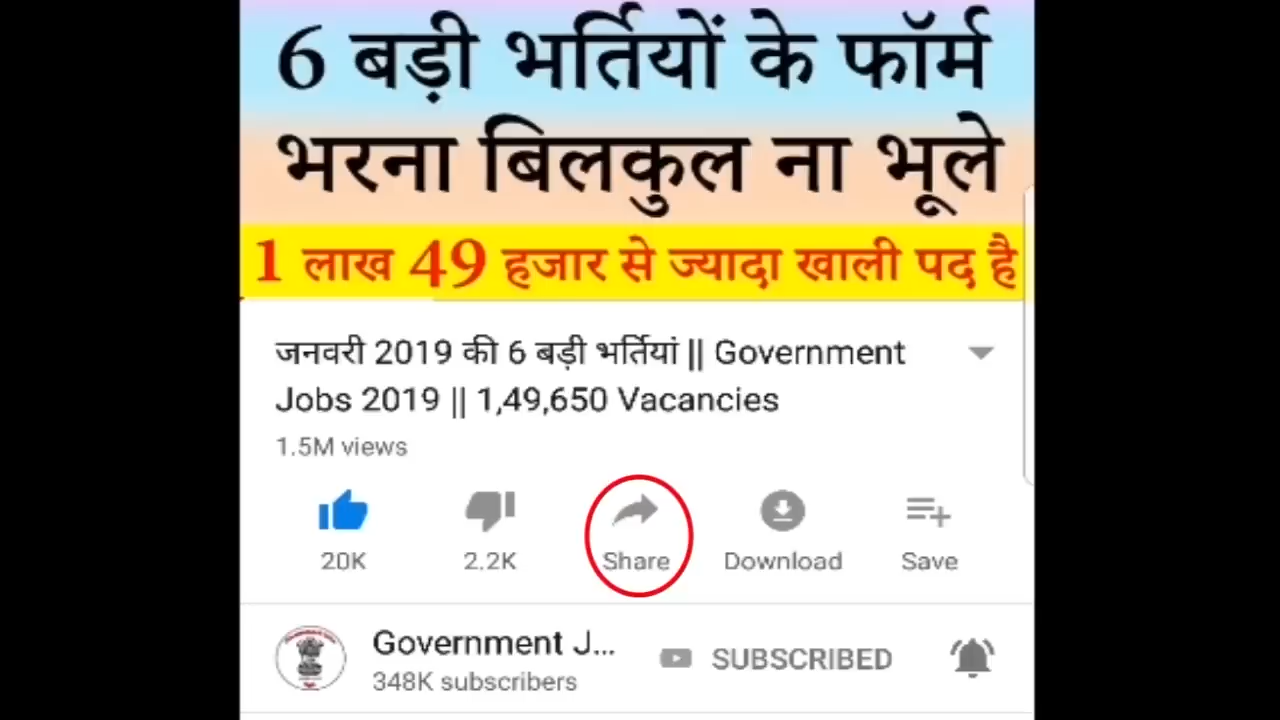 6 बड़ी भर्तियों के फॉर्म
भरना बिलकुल ना भूले
1 लाख 49 हजार से ज्यादा खाली पद है
जनवरी 2019 की 6 बड़ी भर्तियां || Government
Jobs 2019 || 1,49,650 Vacancies
1.5M views
20K 2.2K Share Download Save
Government J... SUBSCRIBED
348K subscribers